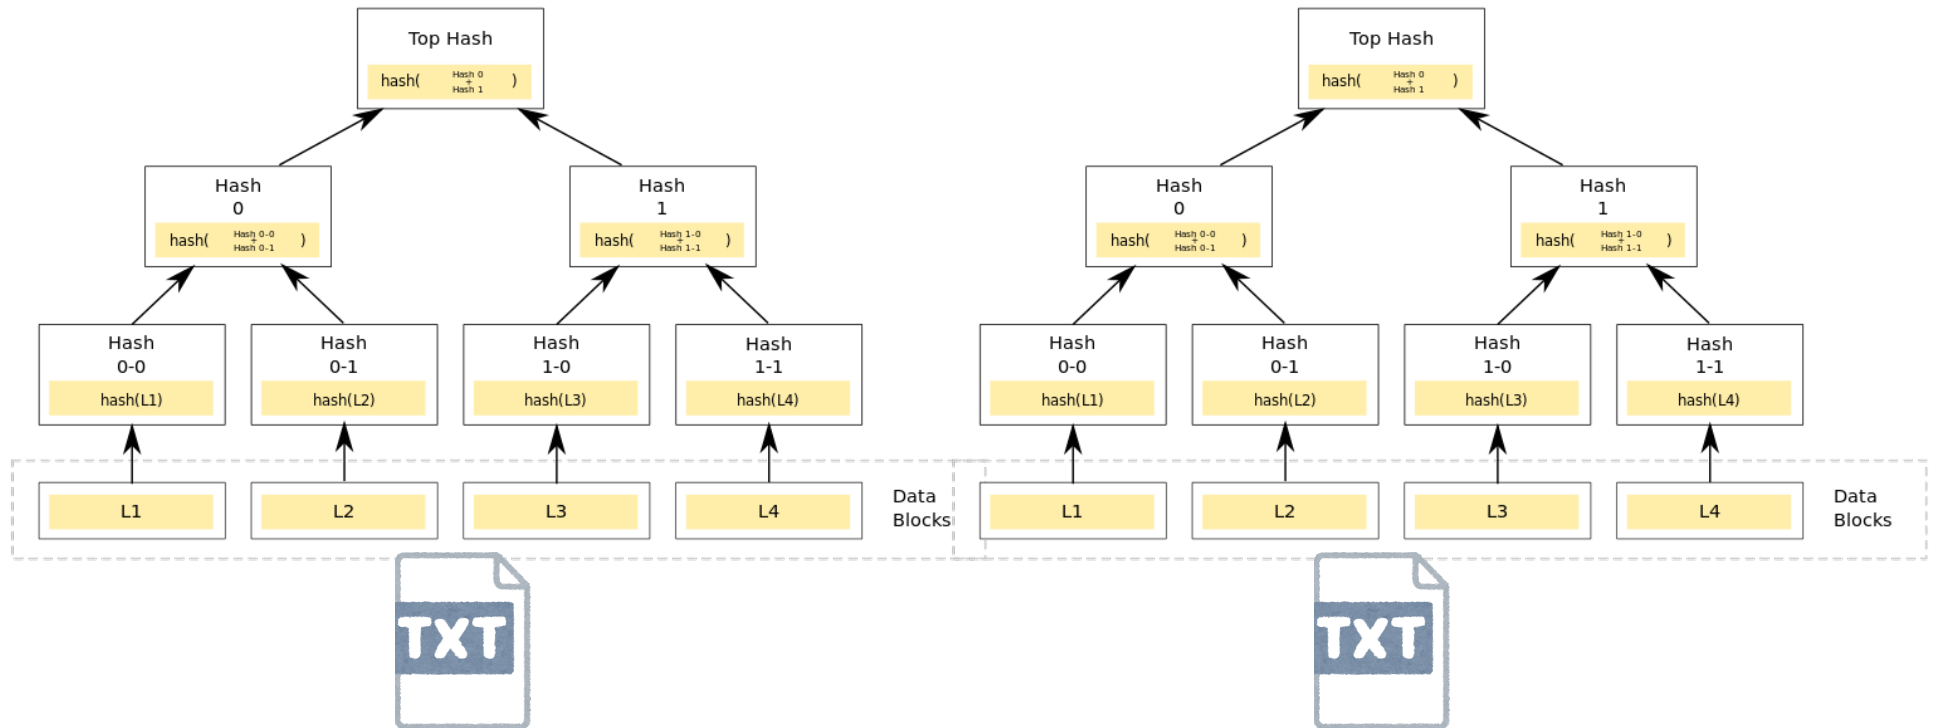 Top Hash
hash( Hash 0 + Hash 1 )
Top Hash
hash( Hash 0 + Hash 1 )
Hash
0
hash( Hash 0-0 + Hash 0-1 )
Hash
1
hash( Hash 1-0 + Hash 1-1 )
Hash
0
hash( Hash 0-0 + Hash 0-1 )
Hash
1
hash( Hash 1-0 + Hash 1-1 )
Hash
0-0
hash(L1)
Hash
0-1
hash(L2)
Hash
1-0
hash(L3)
Hash
1-1
hash(L4)
Hash
0-0
hash(L1)
Hash
0-1
hash(L2)
Hash
1-0
hash(L3)
Hash
1-1
hash(L4)
L1
L2
L3
L4
Data
Blocks
L1
L2
L3
L4
Data
Blocks
TXT
TXT